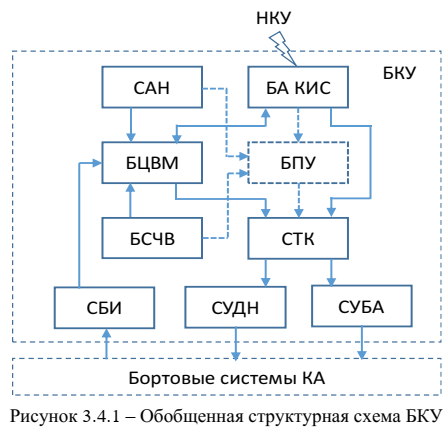 НКУ
БКУ
САН
БА КИС
БЦВМ
БПУ
БСЧВ
СТК
СБИ
СУДН
СУБА
Бортовые системы КА
Рисунок 3.4.1 – Обобщенная структурная схема БКУ